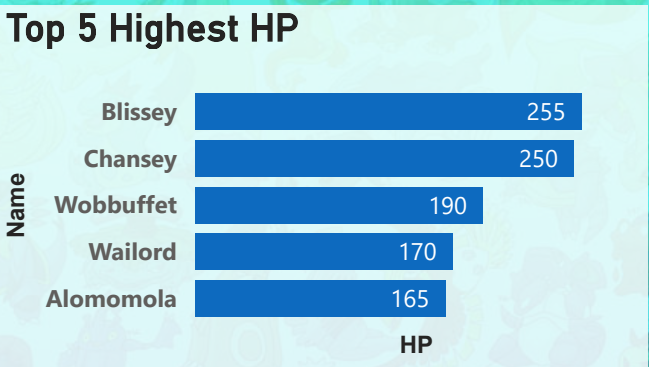 Top 5 Highest HP
Name
Blissey 255
Chansey 250
Wobbuffet 190
Wailord 170
Alomomola 165
HP